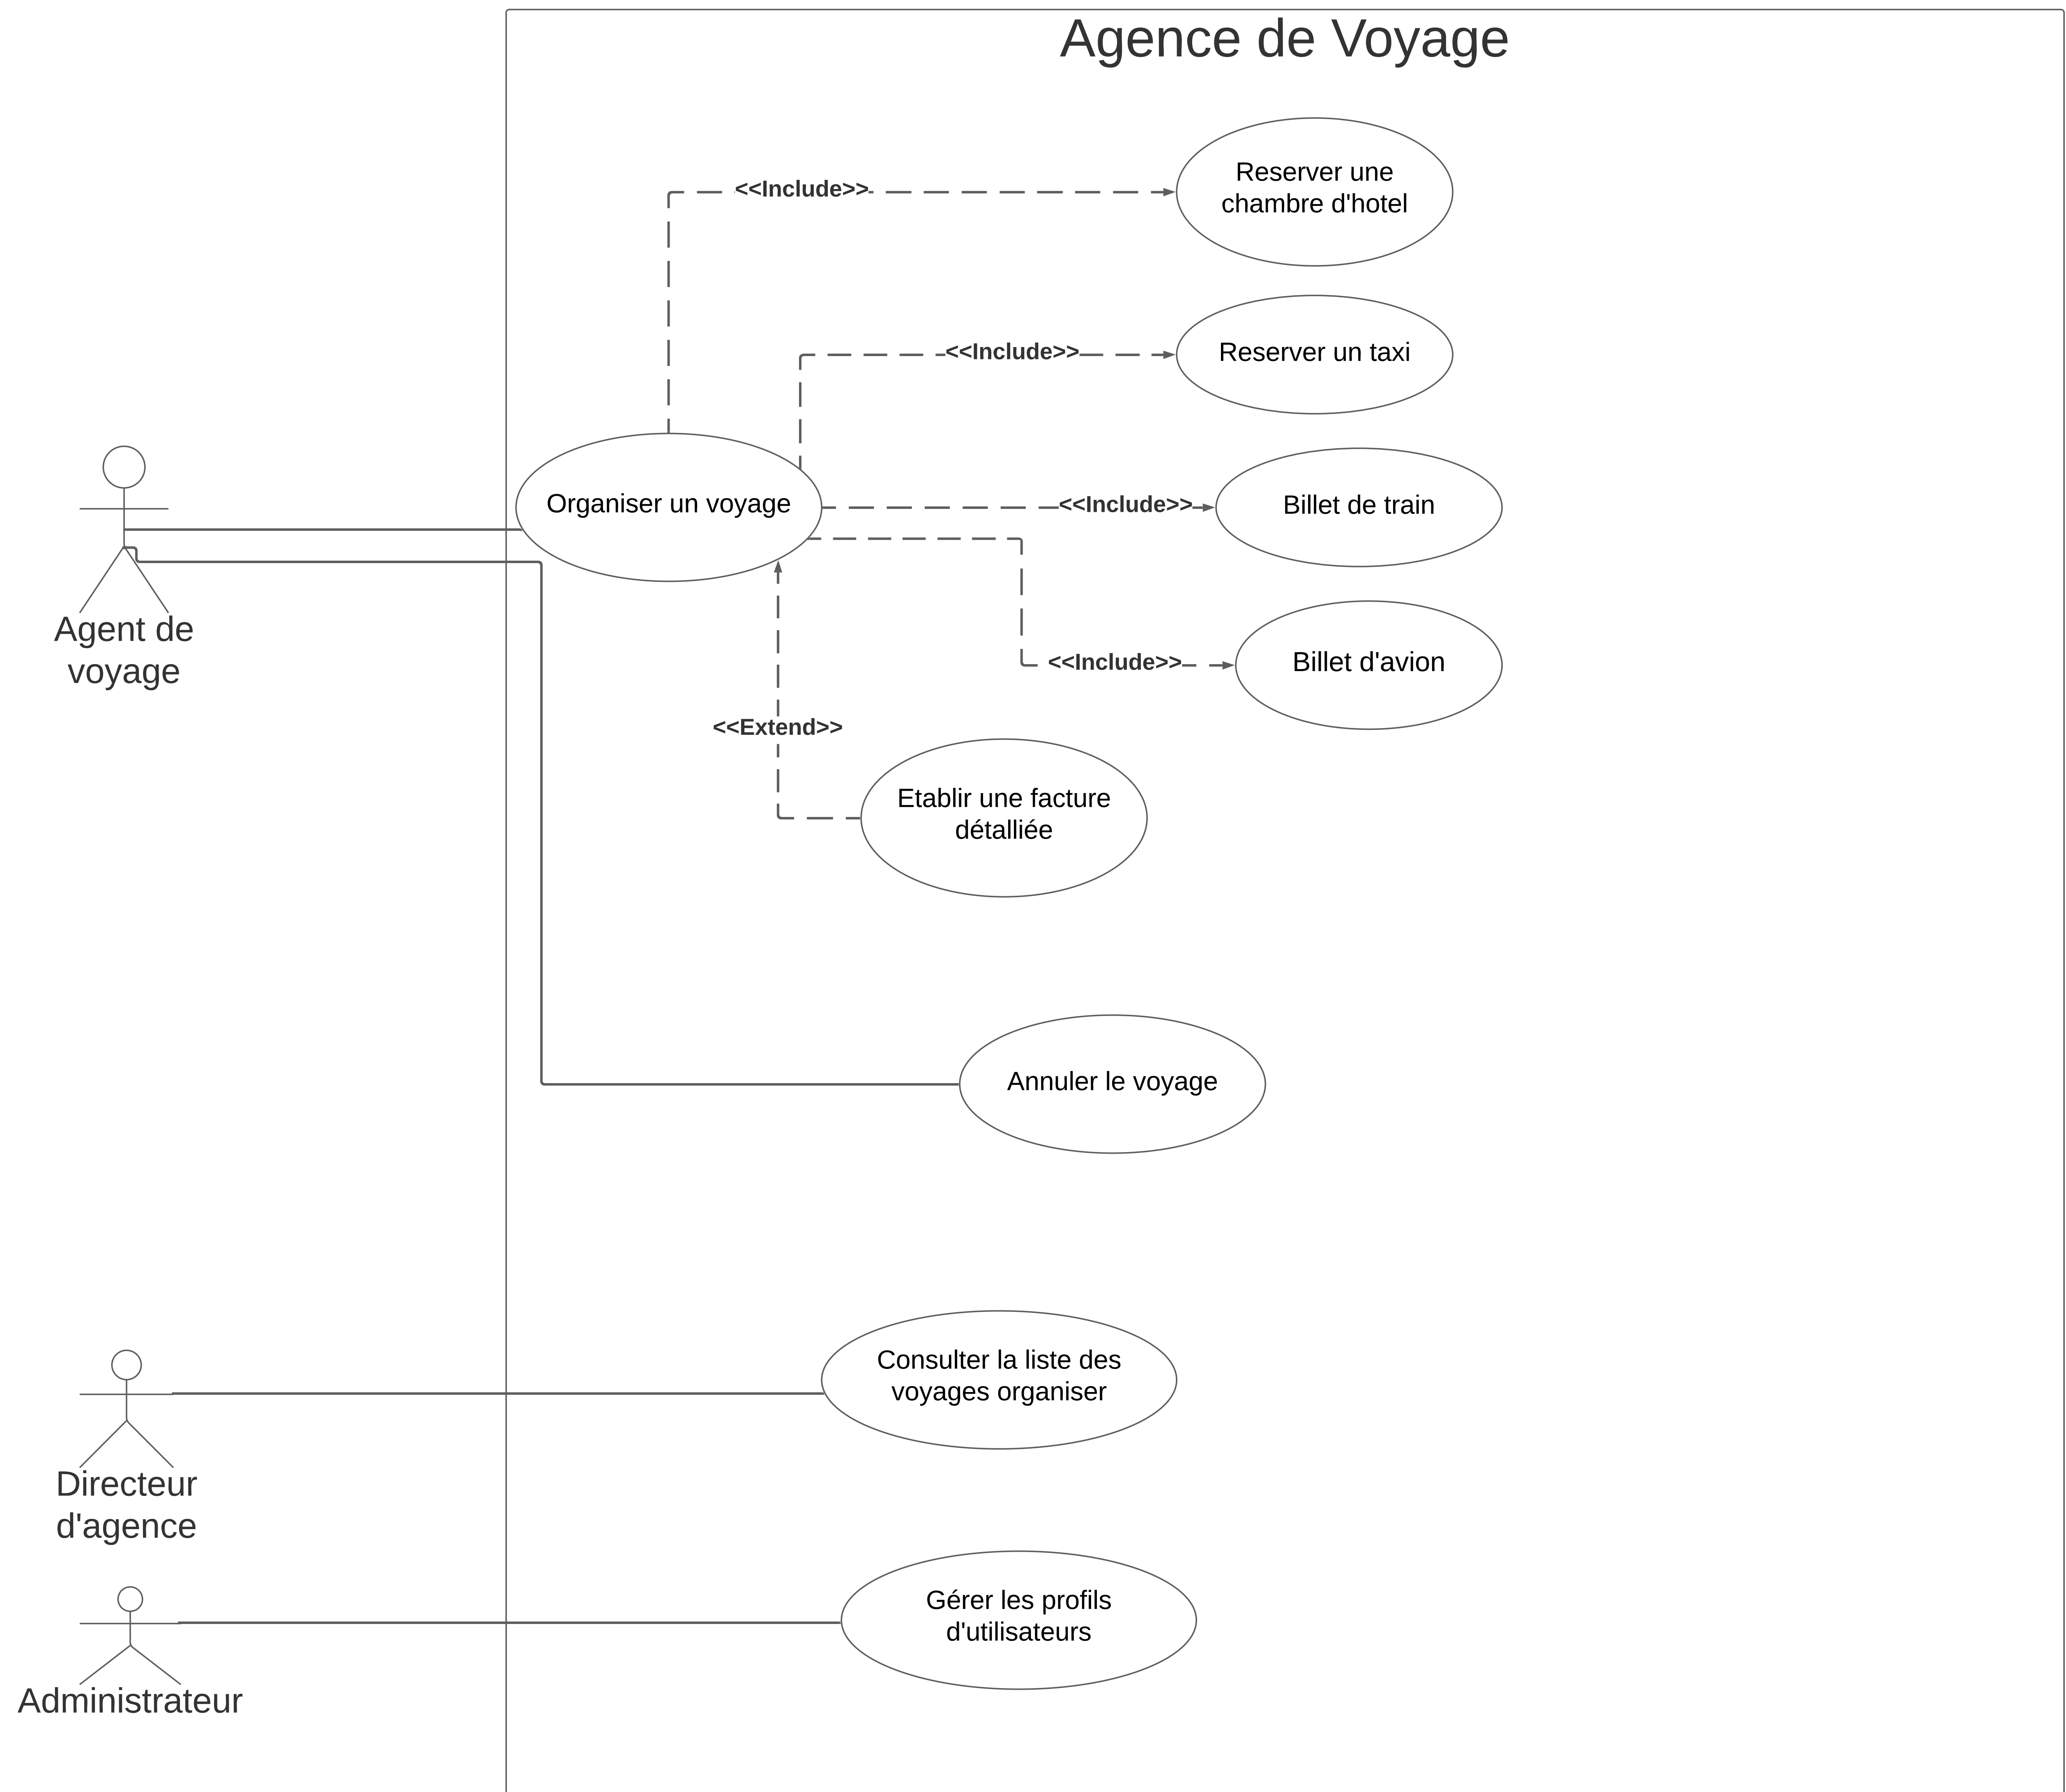 Agence de Voyage
Reserver une
chambre d'hotel
<<Include>>
Reserver un taxi
<<Include>>
Organiser un voyage
<<Include>>
Billet de train
<<Include>>
Billet d'avion
Agent de
voyage
<<Extend>>
Etablir une facture
détalliée
Annuler le voyage
Consulter la liste des
voyages organiser
Directeur
d'agence
Gérer les profils
d'utilisateurs
Administrateur